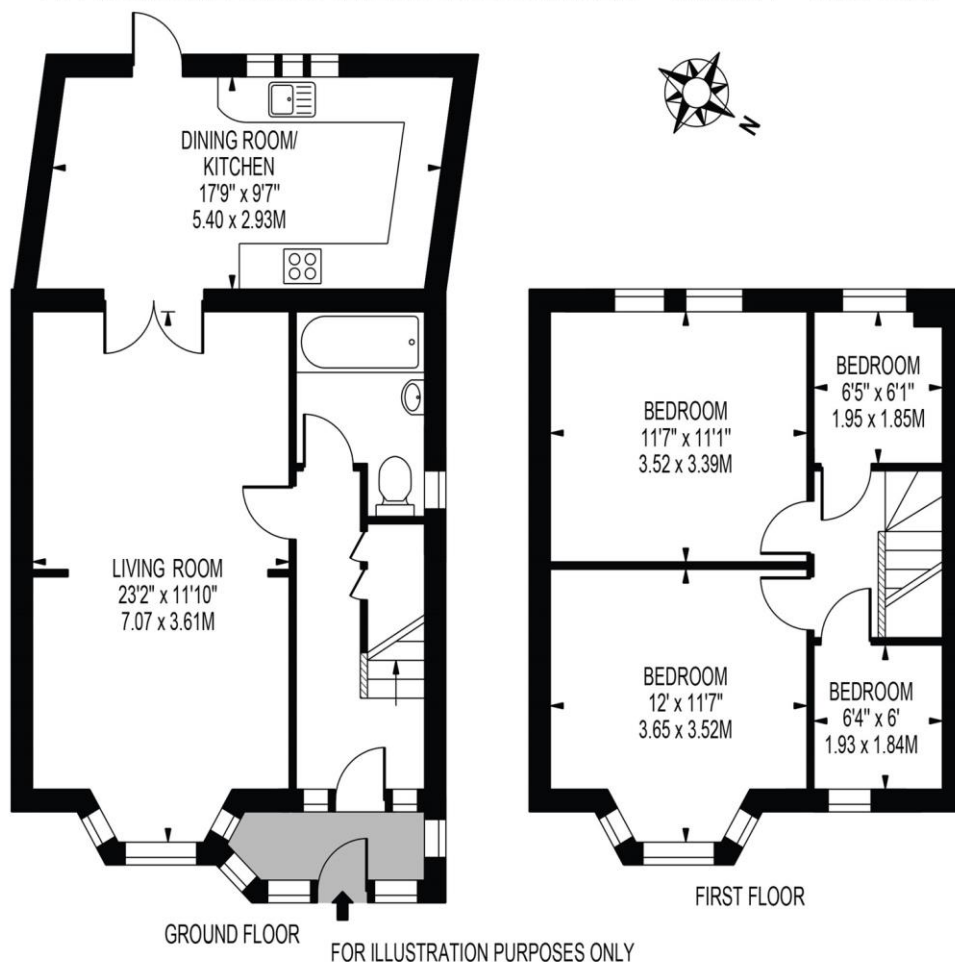 N
DINING ROOM/
KITCHEN
17'9" x 9'7"
5.40 x 2.93M
LIVING ROOM
23'2" x 11'10"
7.07 x 3.61M
BEDROOM
11'7" x 11'1"
3.52 x 3.39M
BEDROOM
6'5" x 6'1"
1.95 x 1.85M
BEDROOM
12' x 11'7"
3.65 x 3.52M
BEDROOM
6'4" x 6'
1.93 x 1.84M
GROUND FLOOR
FIRST FLOOR
FOR ILLUSTRATION PURPOSES ONLY